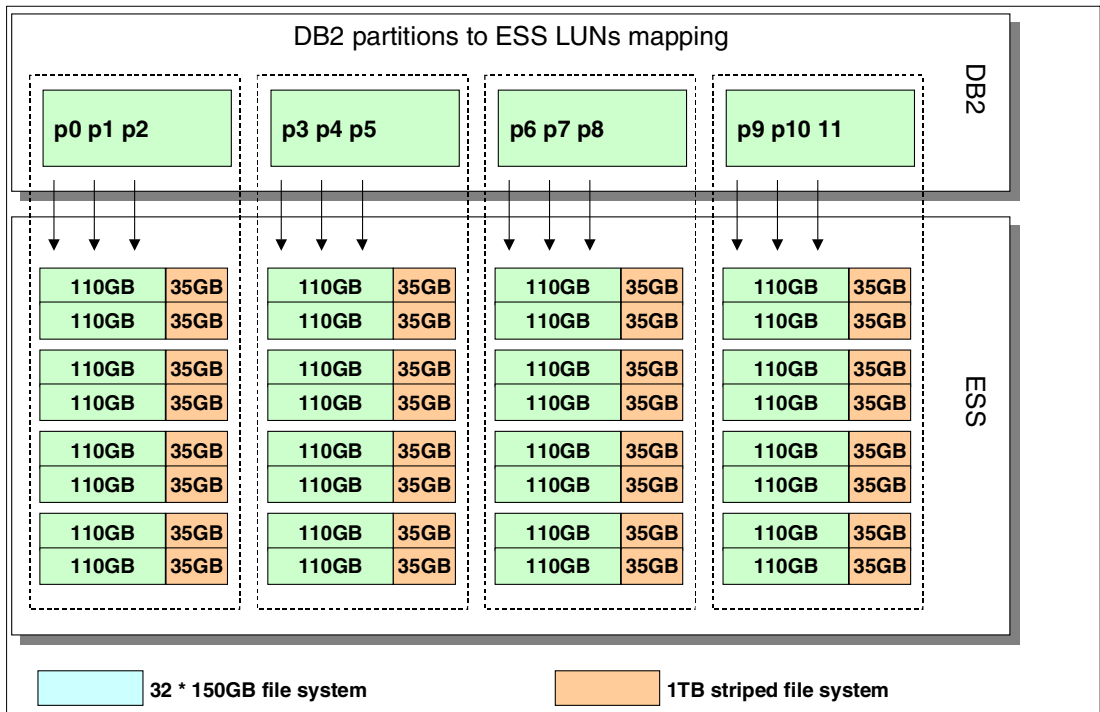 DB2 partitions to ESS LUNs mapping
DB2
p0 p1 p2
p3 p4 p5
p6 p7 p8
p9 p10 11
110GB 35GB 110GB 35GB 110GB 35GB 110GB 35GB
110GB 35GB 110GB 35GB 110GB 35GB 110GB 35GB
110GB 35GB 110GB 35GB 110GB 35GB 110GB 35GB
110GB 35GB 110GB 35GB 110GB 35GB 110GB 35GB
110GB 35GB 110GB 35GB 110GB 35GB 110GB 35GB
110GB 35GB 110GB 35GB 110GB 35GB 110GB 35GB
110GB 35GB 110GB 35GB 110GB 35GB 110GB 35GB
110GB 35GB 110GB 35GB 110GB 35GB 110GB 35GB
ESS
32 * 150GB file system
1TB striped file system